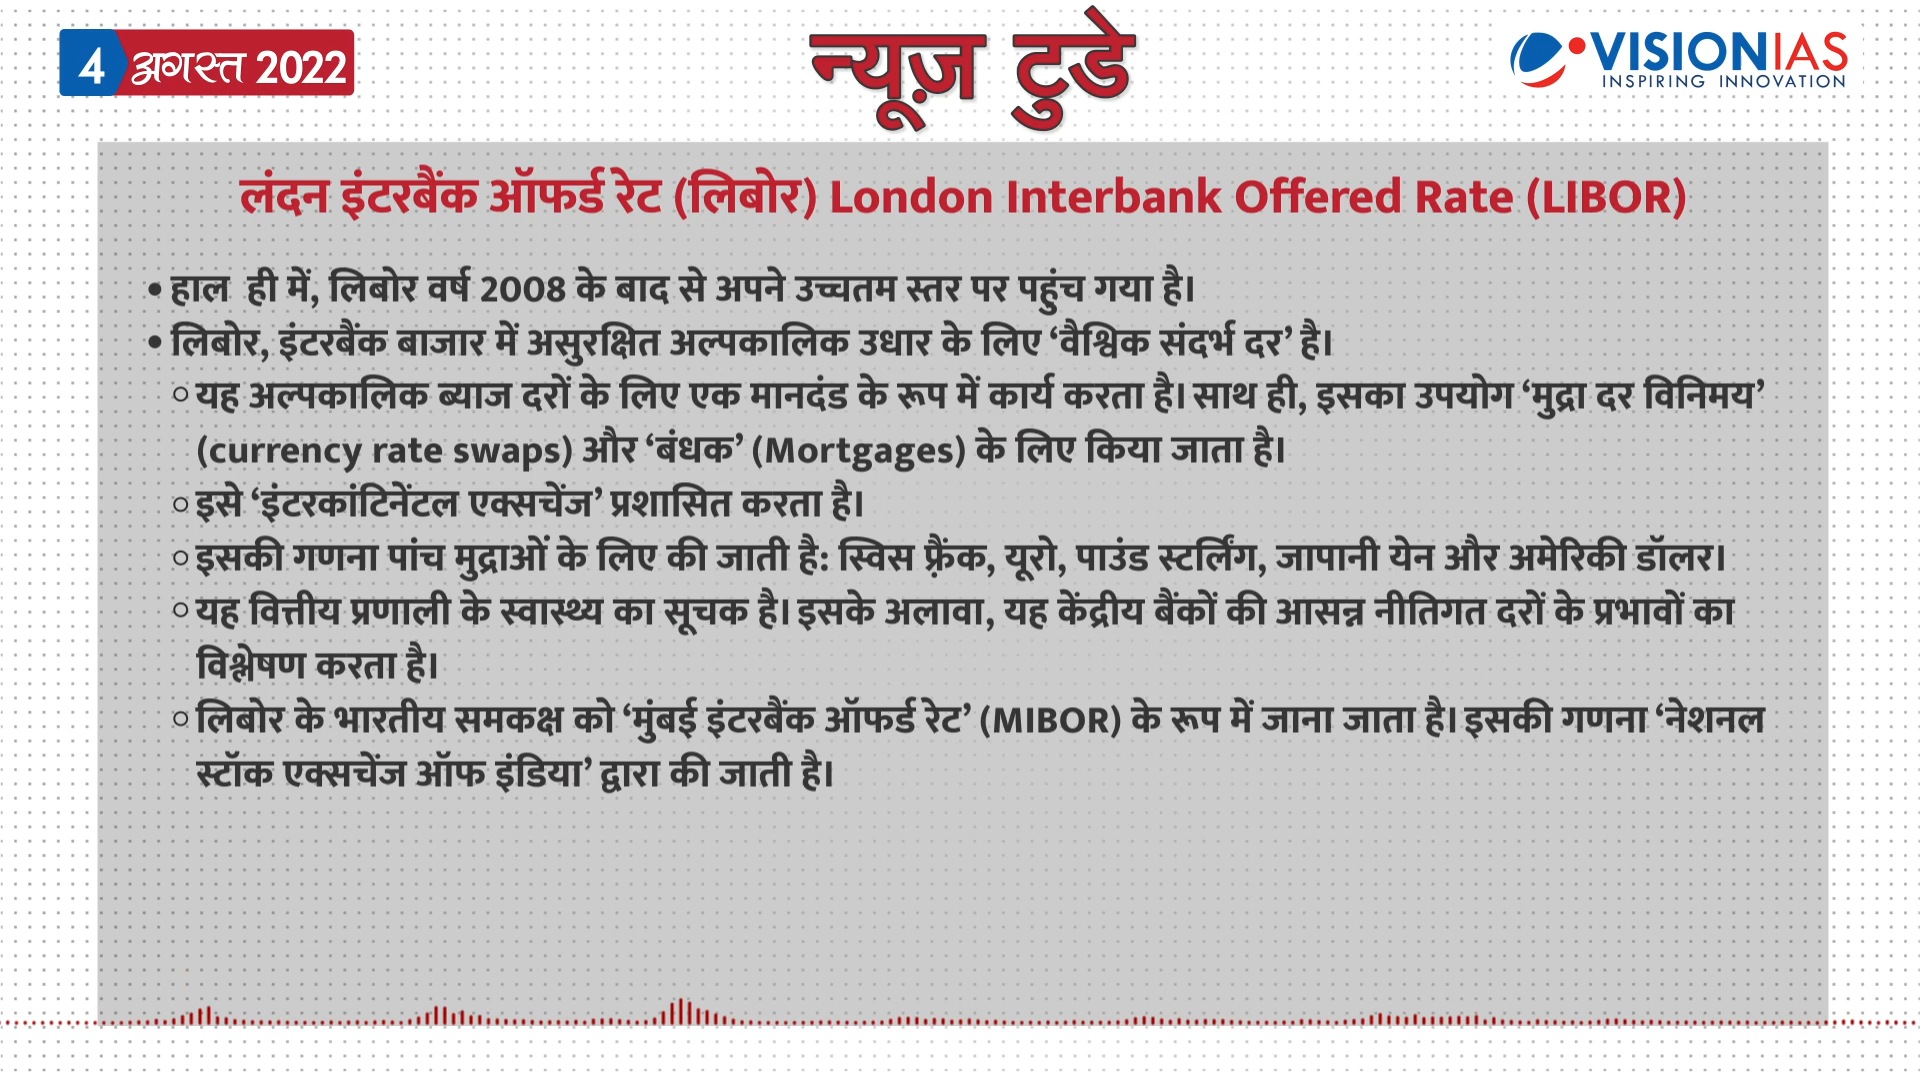 4 अगस्त 2022
न्यूज़ टुडे
VISIONIAS
INSPIRING INNOVATION
लंदन इंटरबैंक ऑफर्ड रेट (लिबोर) London Interbank Offered Rate (LIBOR)
• हाल ही में, लिबोर वर्ष 2008 के बाद से अपने उच्चतम स्तर पर पहुंच गया है।
• लिबोर, इंटरबैंक बाजार में असुरक्षित अल्पकालिक उधार के लिए ‘वैश्विक संदर्भ दर’ है।
○ यह अल्पकालिक ब्याज दरों के लिए एक मानदंड के रूप में कार्य करता है। साथ ही, इसका उपयोग ‘मुद्रा दर विनिमय’
(currency rate swaps) और ‘बंधक’ (Mortgages) के लिए किया जाता है।
○ इसे ‘इंटरकांटिनेंटल एक्सचेंज’ प्रशासित करता है।
○ इसकी गणना पांच मुद्राओं के लिए की जाती है: स्विस फ़्रैंक, यूरो, पाउंड स्टर्लिंग, जापानी येन और अमेरिकी डॉलर।
○ यह वित्तीय प्रणाली के स्वास्थ्य का सूचक है। इसके अलावा, यह केंद्रीय बैंकों की आसन्न नीतिगत दरों के प्रभावों का
विश्लेषण करता है।
○ लिबोर के भारतीय समकक्ष को ‘मुंबई इंटरबैंक ऑफर्ड रेट’ (MIBOR) के रूप में जाना जाता है। इसकी गणना ‘नेशनल
स्टॉक एक्सचेंज ऑफ इंडिया’ द्वारा की जाती है।